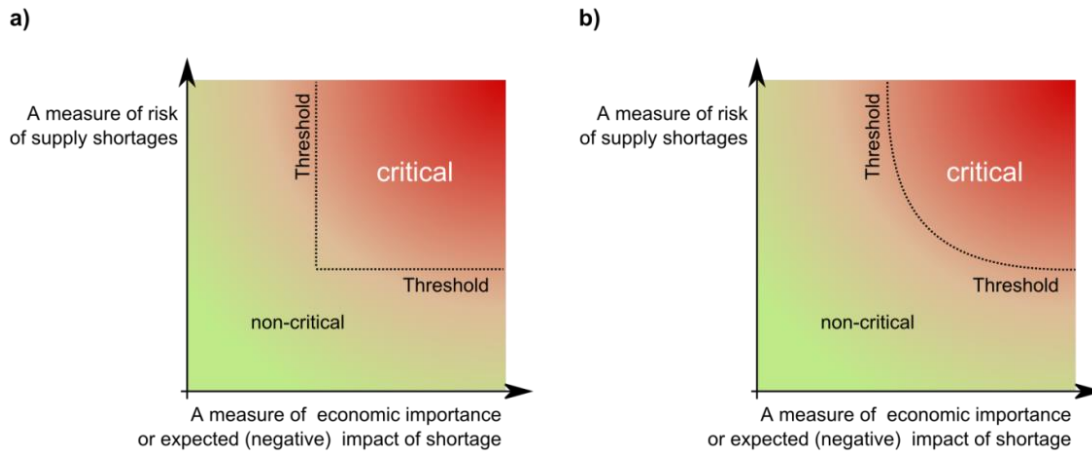 a)
A measure of risk
of supply shortages
Threshold
critical
Threshold
non-critical
A measure of economic importance
or expected (negative) impact of shortage
b)
A measure of risk
of supply shortages
Threshold
critical
Threshold
non-critical
A measure of economic importance
or expected (negative) impact of shortage